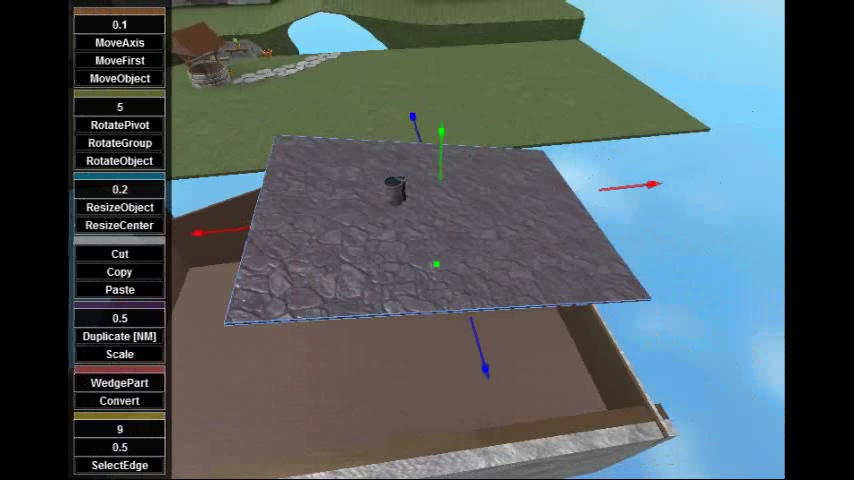 0.1
MoveAxis
MoveFirst
MoveObject
5
RotatePivot
RotateGroup
RotateObject
0.2
ResizeObject
ResizeCenter
Cut
Copy
Paste
0.5
Duplicate [NM]
Scale
WedgePart
Convert
9
0.5
SelectEdge